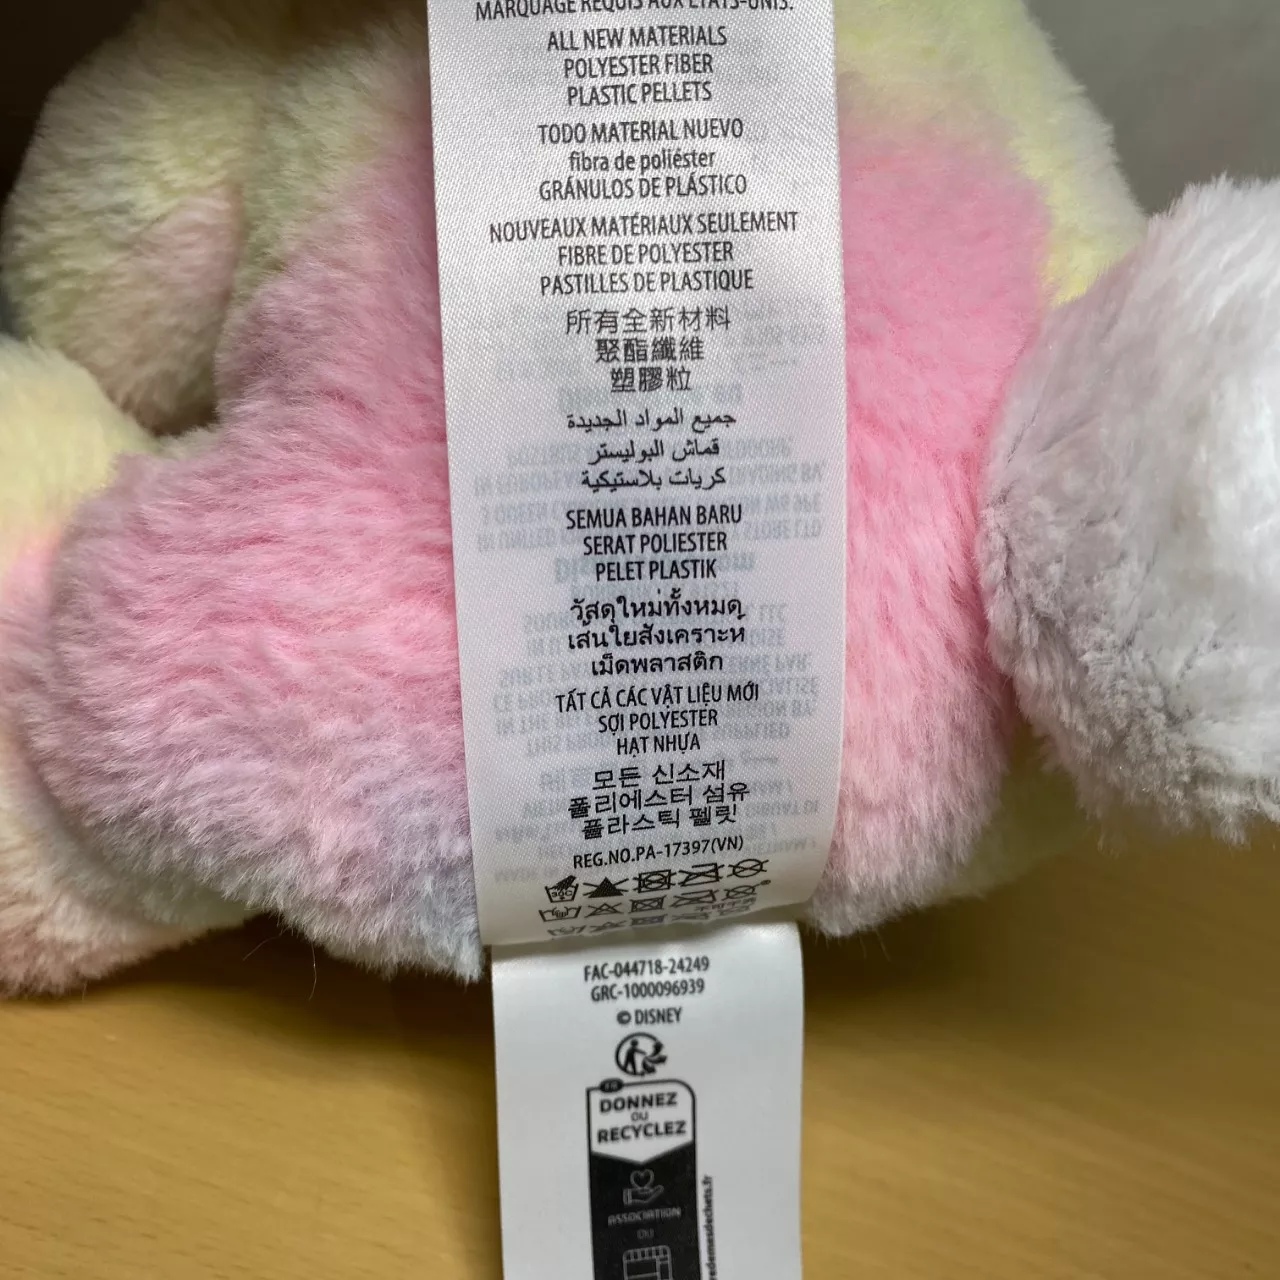 MARQUAGE REQUIS AUX ÉTATS-UNIS.
ALL NEW MATERIALS
POLYESTER FIBER
PLASTIC PELLETS
TODO MATERIAL NUEVO
fibra de poliéster
GRÁNULOS DE PLÁSTICO
NOUVEAUX MATÉRIAUX SEULEMENT
FIBRE DE POLYESTER
PASTILLES DE PLASTIQUE
所有全新材料
聚酯纖維
塑膠粒
جميع المواد الجديدة
قماش البوليستر
كريات بلاستيكية
SEMUA BAHAN BARU
SERAT POLIESTER
PELET PLASTIK
วัสดุใหม่ทั้งหมด
เส้นใยสังเคราะห์
เม็ดพลาสติก
TẤT CẢ CÁC VẬT LIỆU MỚI
SỢI POLYESTER
HẠT NHỰA
모든 신소재
폴리에스터 섬유
플라스틱 펠릿
REG.NO.PA-17397(VN)
30C
FAC-044718-24249
GRC-1000096939
© DISNEY
FR
DONNEZ
OU
RECYCLEZ
ASSOCIATION
OU
redemesdechets.fr